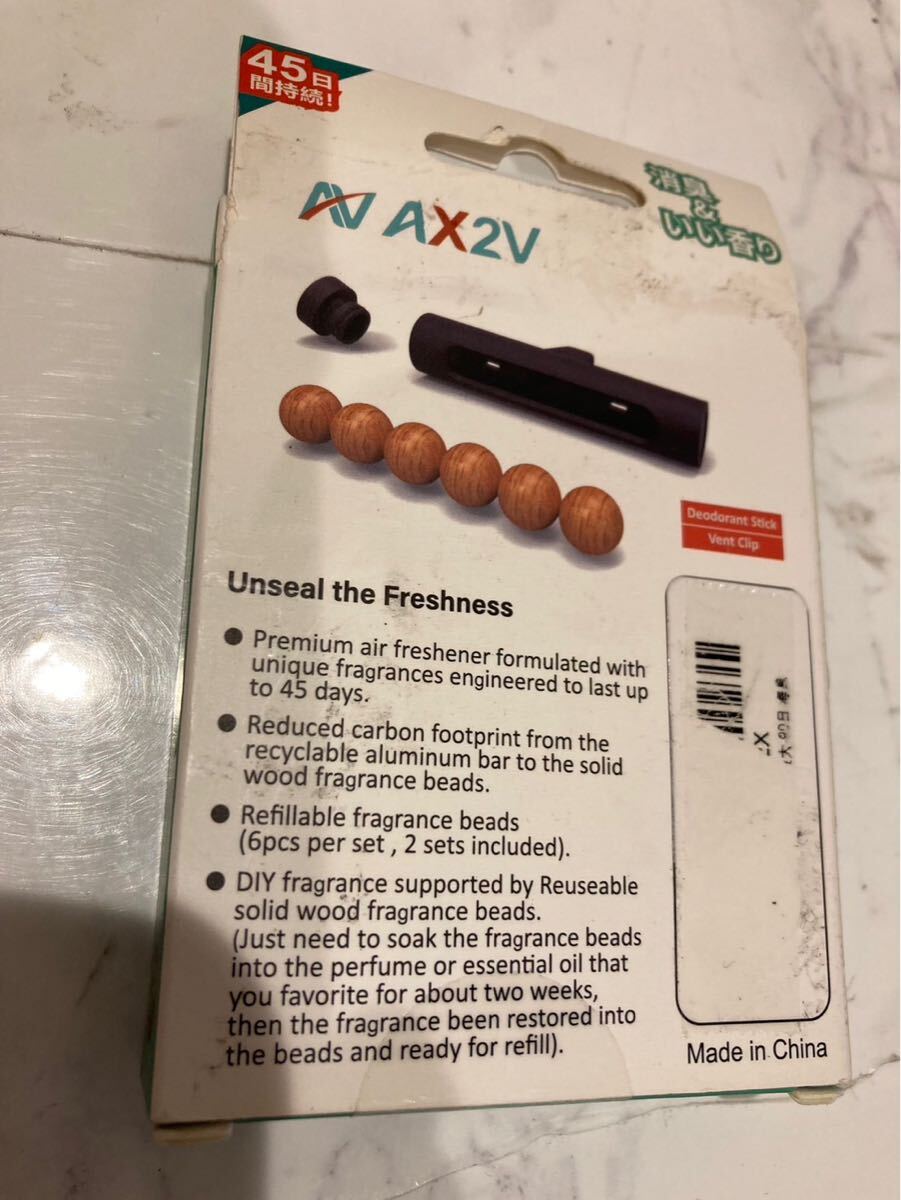 45日
間持続!
消臭
&
いい香り
AX2V
Deodorant Stick
Vent Clip
Unseal the Freshness
● Premium air freshener formulated with
unique fragrances engineered to last up
to 45 days.
● Reduced carbon footprint from the
recyclable aluminum bar to the solid
wood fragrance beads.
● Refillable fragrance beads
(6pcs per set , 2 sets included).
● DIY fragrance supported by Reuseable
solid wood fragrance beads.
(Just need to soak the fragrance beads
into the perfume or essential oil that
you favorite for about two weeks,
then the fragrance been restored into
the beads and ready for refill).
Made in China